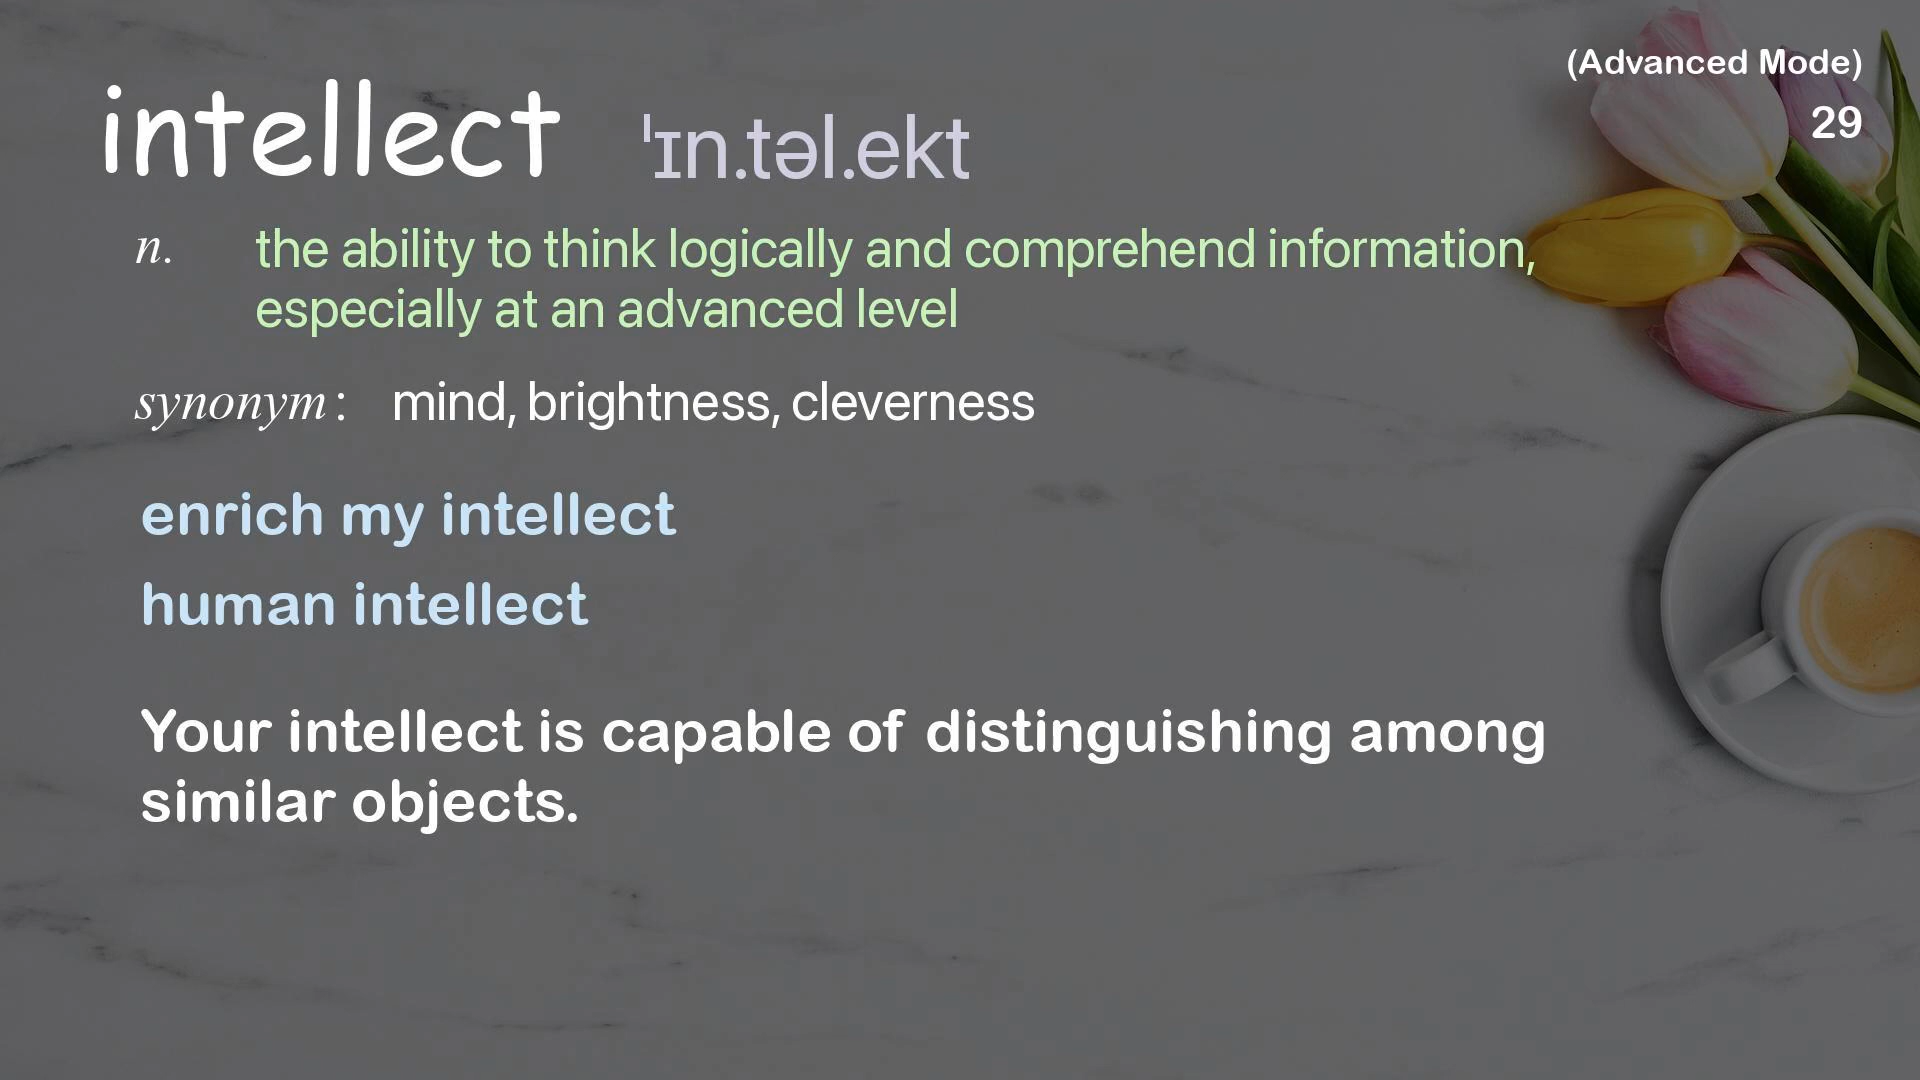 (Advanced Mode)
29
intellect ˈɪn.təl.ekt
n. the ability to think logically and comprehend information,
especially at an advanced level
synonym : mind, brightness, cleverness
enrich my intellect
human intellect
Your intellect is capable of distinguishing among
similar objects.